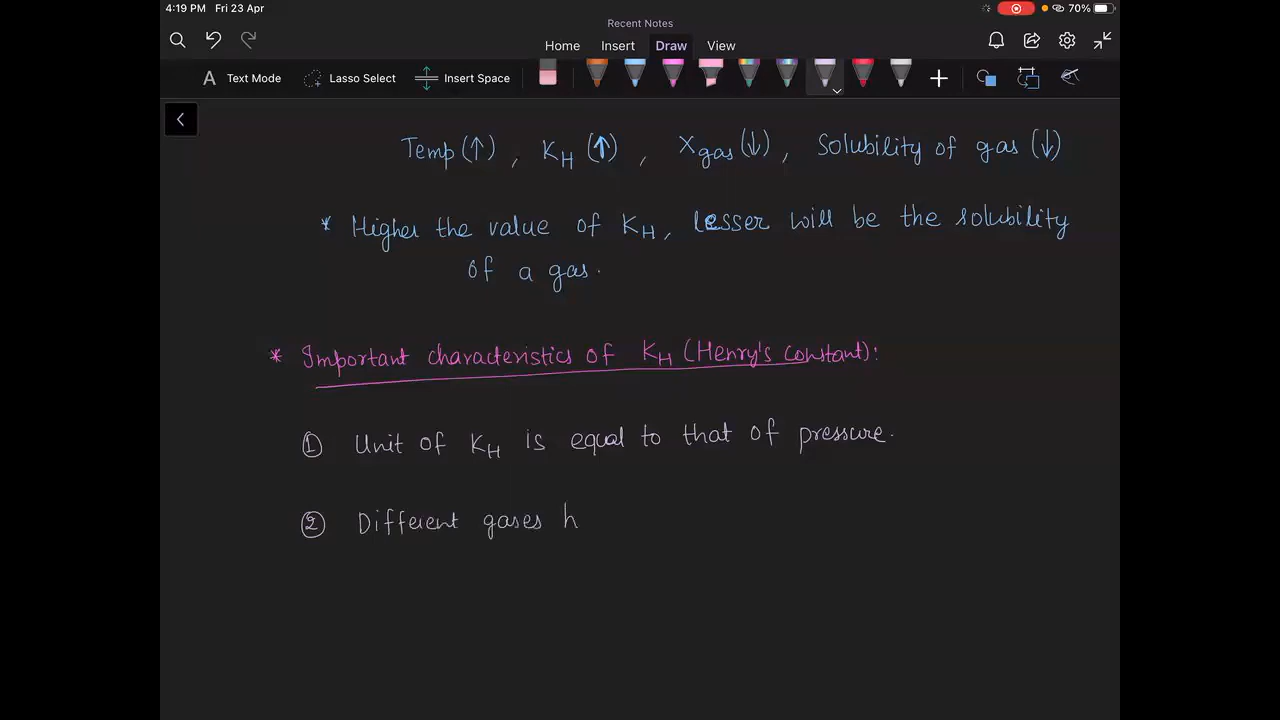 4:19 PM Fri 23 Apr
70%
Recent Notes
Home Insert Draw View
Text Mode Lasso Select Insert Space
Temp (↑) , KH (↑) , xgas (↓) , Solubility of gas (↓)
* Higher the value of KH, lesser will be the solubility
of a gas.
* Important characteristics of KH (Henry's constant):
① Unit of KH is equal to that of pressure.
② Different gases h